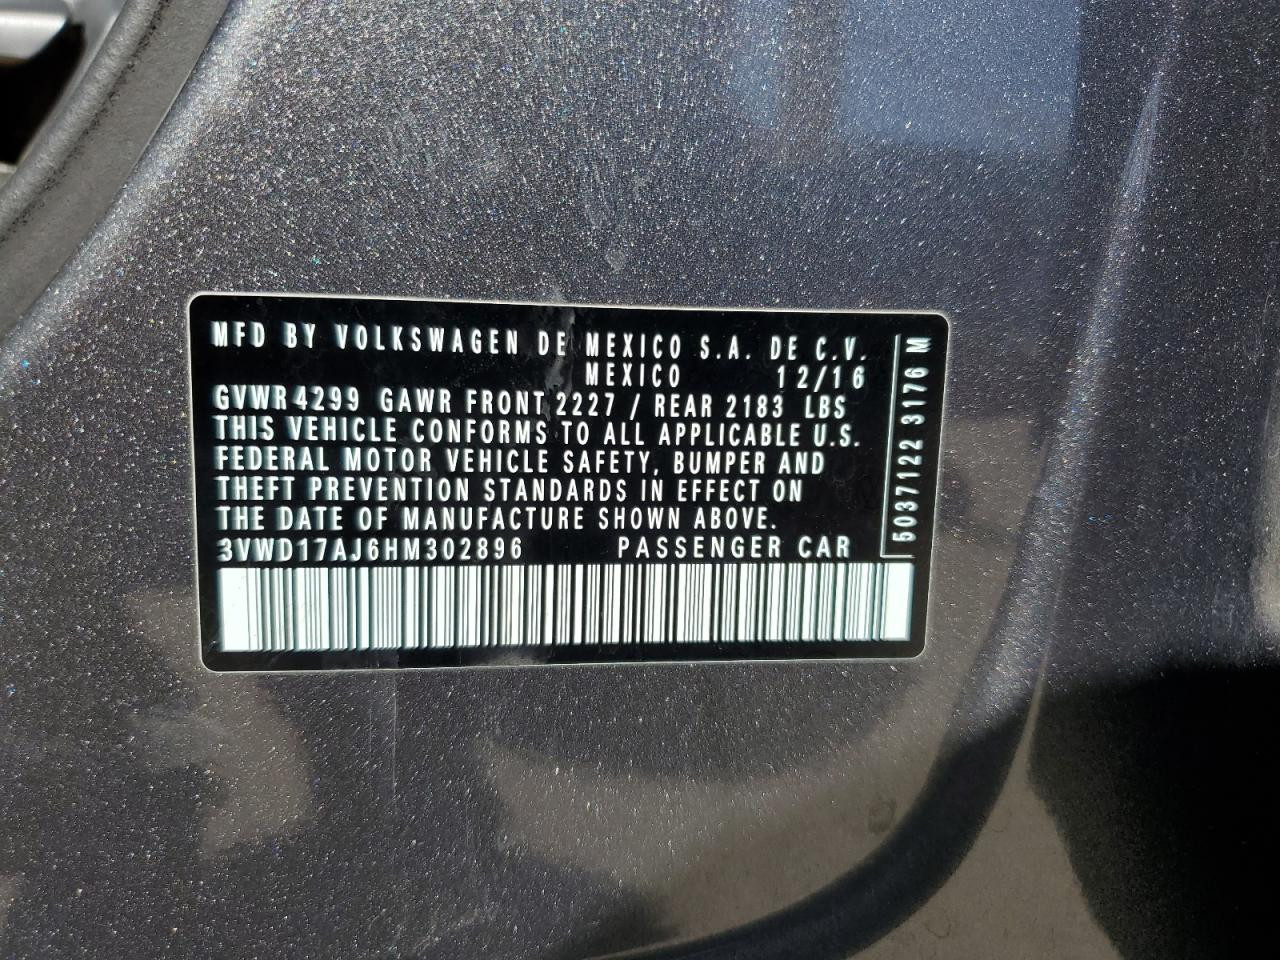 MFD BY VOLKSWAGEN DE MEXICO S.A. DE C.V.
MEXICO 12/16
GVWR 4299 GAWR FRONT 2227 / REAR 2183 LBS
THIS VEHICLE CONFORMS TO ALL APPLICABLE U.S.
FEDERAL MOTOR VEHICLE SAFETY, BUMPER AND
THEFT PREVENTION STANDARDS IN EFFECT ON
THE DATE OF MANUFACTURE SHOWN ABOVE.
3VWD17AJ6HM302896 PASSENGER CAR
5037122 3176 M